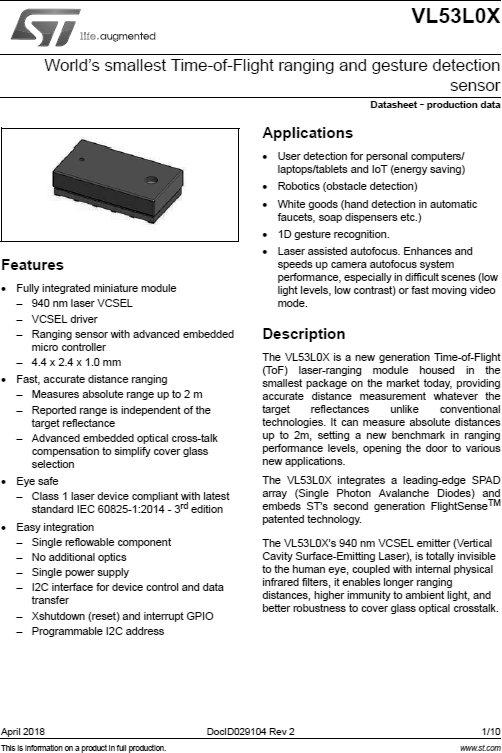 VL53L0X
ST life.augmented
World's smallest Time-of-Flight ranging and gesture detection
sensor
Datasheet - production data
Features
• Fully integrated miniature module
– 940 nm laser VCSEL
– VCSEL driver
– Ranging sensor with advanced embedded
micro controller
– 4.4 x 2.4 x 1.0 mm
• Fast, accurate distance ranging
– Measures absolute range up to 2 m
– Reported range is independent of the
target reflectance
– Advanced embedded optical cross-talk
compensation to simplify cover glass
selection
• Eye safe
– Class 1 laser device compliant with latest
standard IEC 60825-1:2014 - 3rd edition
• Easy integration
– Single reflowable component
– No additional optics
– Single power supply
– I2C interface for device control and data
transfer
– Xshutdown (reset) and interrupt GPIO
– Programmable I2C address
Applications
• User detection for personal computers/
laptops/tablets and IoT (energy saving)
• Robotics (obstacle detection)
• White goods (hand detection in automatic
faucets, soap dispensers etc.)
• 1D gesture recognition.
• Laser assisted autofocus. Enhances and
speeds up camera autofocus system
performance, especially in difficult scenes (low
light levels, low contrast) or fast moving video
mode.
Description
The VL53L0X is a new generation Time-of-Flight
(ToF) laser-ranging module housed in the
smallest package on the market today, providing
accurate distance measurement whatever the
target reflectances unlike conventional
technologies. It can measure absolute distances
up to 2m, setting a new benchmark in ranging
performance levels, opening the door to various
new applications.
The VL53L0X integrates a leading-edge SPAD
array (Single Photon Avalanche Diodes) and
embeds ST's second generation FlightSenseTM
patented technology.
The VL53L0X's 940 nm VCSEL emitter (Vertical
Cavity Surface-Emitting Laser), is totally invisible
to the human eye, coupled with internal physical
infrared filters, it enables longer ranging
distances, higher immunity to ambient light, and
better robustness to cover glass optical crosstalk.
April 2018 DocID029104 Rev 2 1/10
This is information on a product in full production. www.st.com